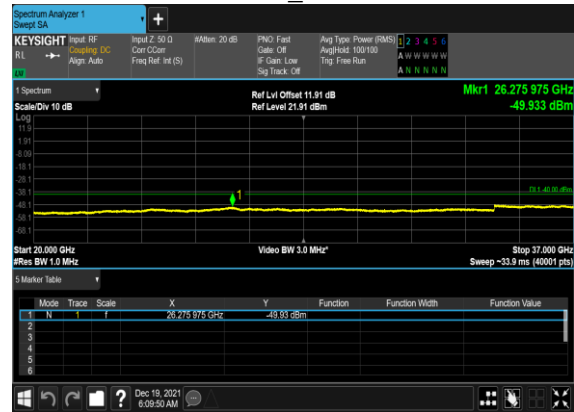 Spectrum Analyzer 1
Swept SA
+
KEYSIGHT Input: RF Input Z: 50 Ω #Atten: 20 dB PNO: Fast Avg Type: Power (RMS) 1 2 3 4 5 6
RL Coupling: DC Corr CCorr Gate: Off Avg|Hold: 100/100 A W W W W W
Align: Auto Freq Ref: Int (S) IF Gain: Low Trig: Free Run
Sig Track: Off A N N N N N
LXI
1 Spectrum Ref Lvl Offset 11.91 dB Mkr1 26.275 975 GHz
Scale/Div 10 dB Ref Level 21.91 dBm -49.933 dBm
Log
11.9
1.91
-8.09
-18.1
-28.1
-38.1 DL1 -40.00 dBm
1
-48.1
-58.1
-68.1
Start 20.000 GHz Video BW 3.0 MHz* Stop 37.000 GHz
#Res BW 1.0 MHz Sweep ~33.9 ms (40001 pts)
5 Marker Table
Mode Trace Scale X Y Function Function Width Function Value
1 N 1 f 26.275 975 GHz -49.93 dBm
2
3
4
5
6
? Dec 19, 2021
6:09:50 AM